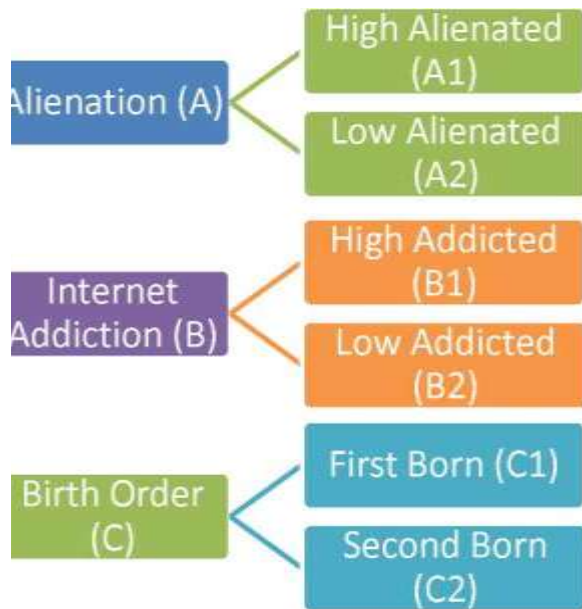 Alienation (A)
High Alienated
(A1)
Low Alienated
(A2)
Internet
Addiction (B)
High Addicted
(B1)
Low Addicted
(B2)
Birth Order
(C)
First Born (C1)
Second Born
(C2)